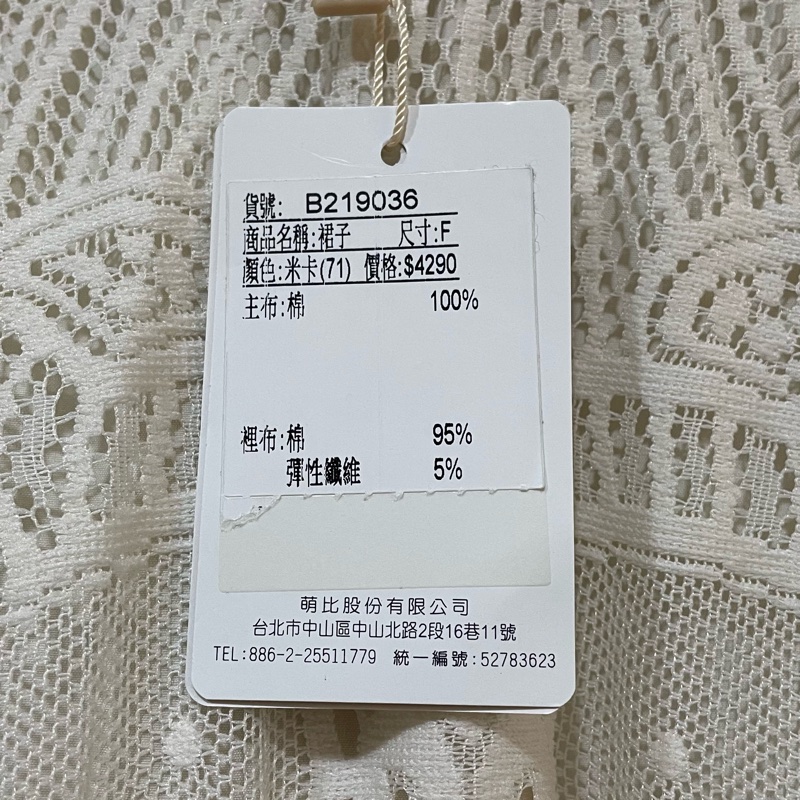 貨號: B219036
商品名稱:裙子 尺寸:F
顏色:米卡(71) 價格:$4290
主布:棉 100%
裡布:棉 95%
彈性纖維 5%
萌比股份有限公司
台北市中山區中山北路2段16巷11號
TEL:886-2-25511779 統一編號:52783623